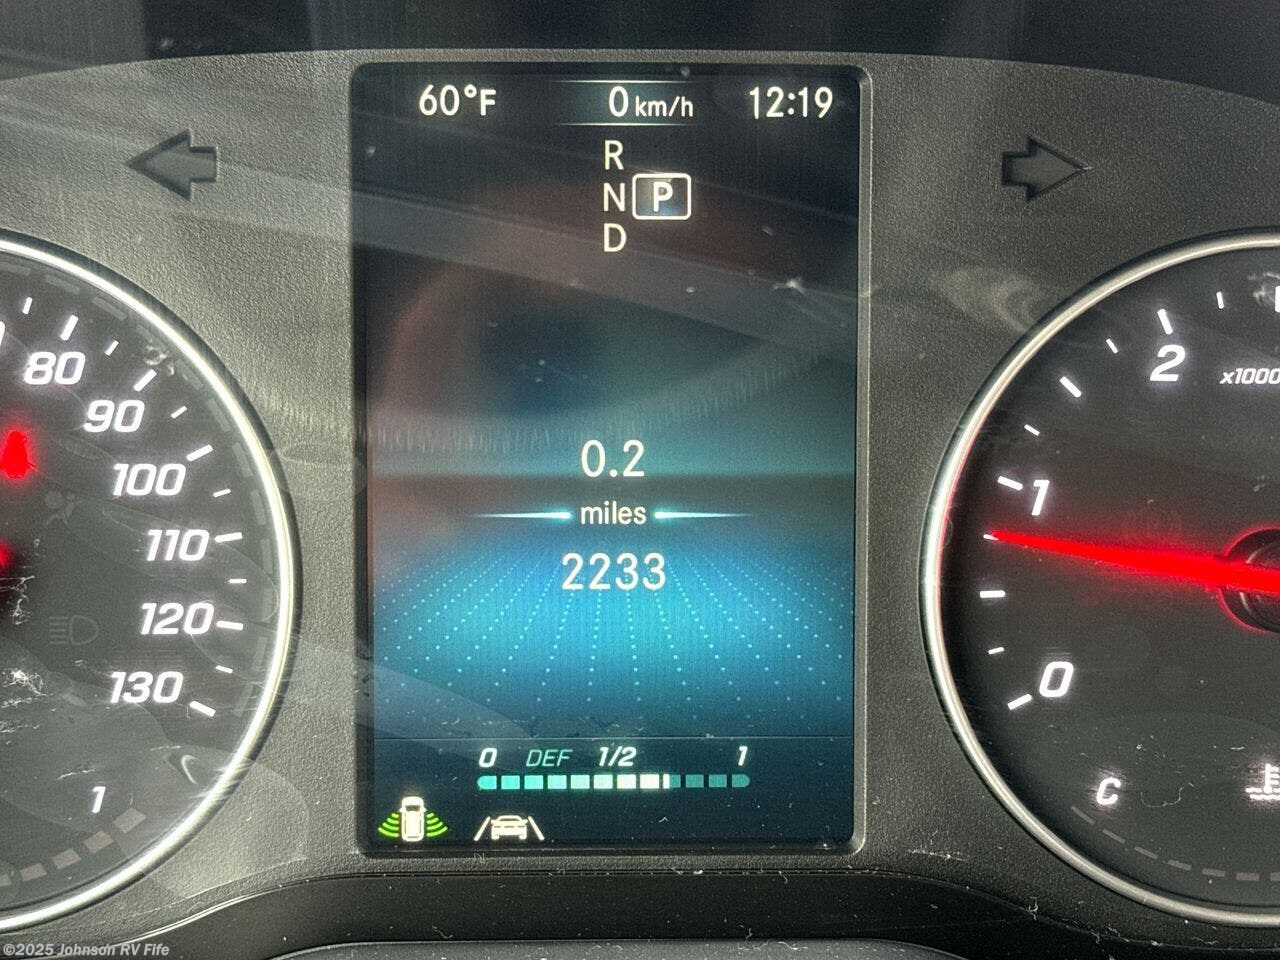 60°F 0 km/h 12:19
R
N P
D
80
90
100
110
120
130
1
0.2
miles
2233
0 DEF 1/2 1
2
x1000
1
0
C
©2025 Johnson RV Fife